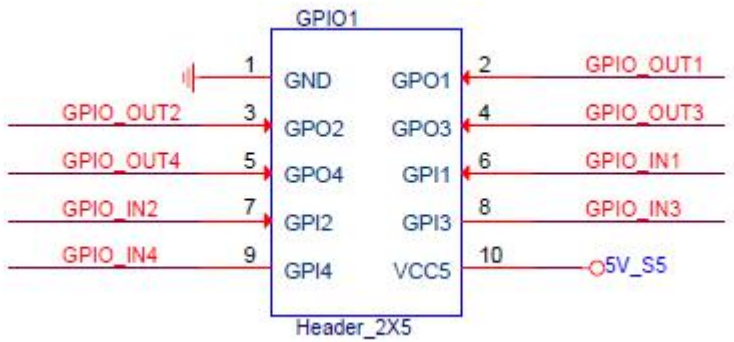 GPIO1
1 GND GPO1 2 GPIO_OUT1
GPIO_OUT2 3 GPO2 GPO3 4 GPIO_OUT3
GPIO_OUT4 5 GPO4 GPI1 6 GPIO_IN1
GPIO_IN2 7 GPI2 GPI3 8 GPIO_IN3
GPIO_IN4 9 GPI4 VCC5 10 5V_S5
Header_2X5